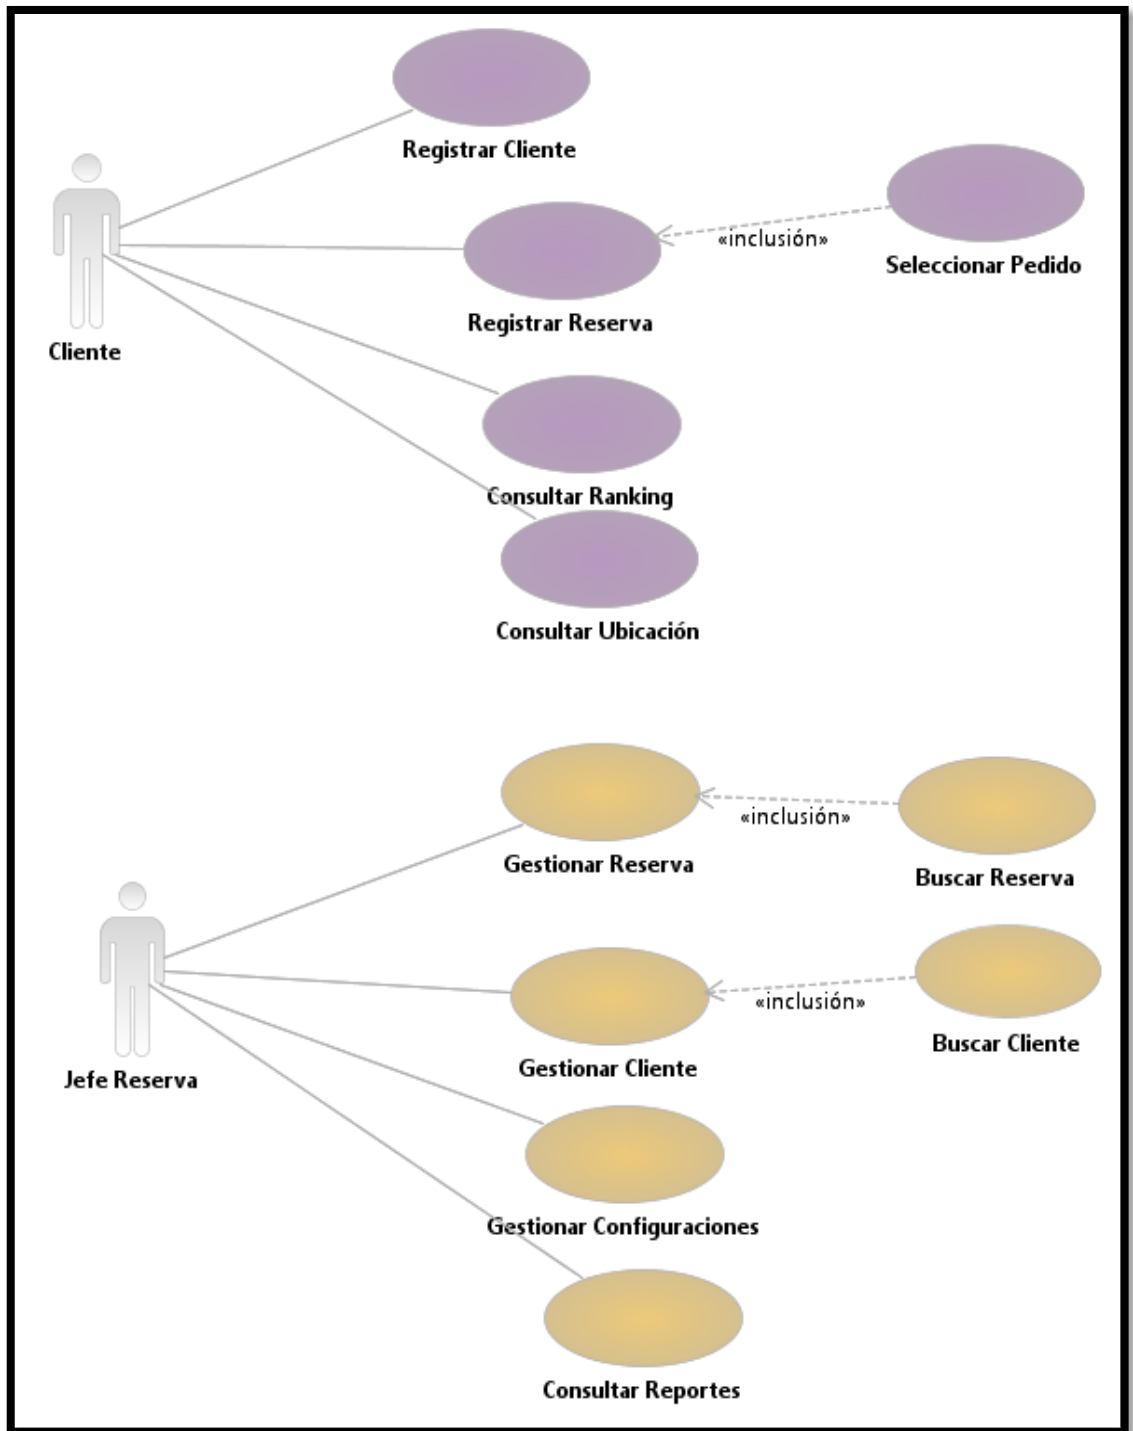 Registrar Cliente
«inclusión»
Seleccionar Pedido
Registrar Reserva
Cliente
Consultar Ranking
Consultar Ubicación
«inclusión»
Gestionar Reserva
Buscar Reserva
«inclusión»
Buscar Cliente
Gestionar Cliente
Jefe Reserva
Gestionar Configuraciones
Consultar Reportes